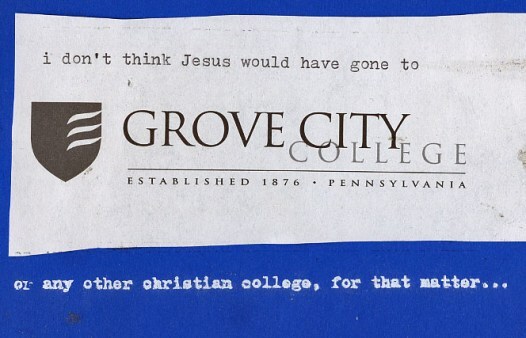 i don't think Jesus would have gone to
GROVE CITY
COLLEGE
ESTABLISHED 1876 • PENNSYLVANIA
or any other christian college, for that matter...